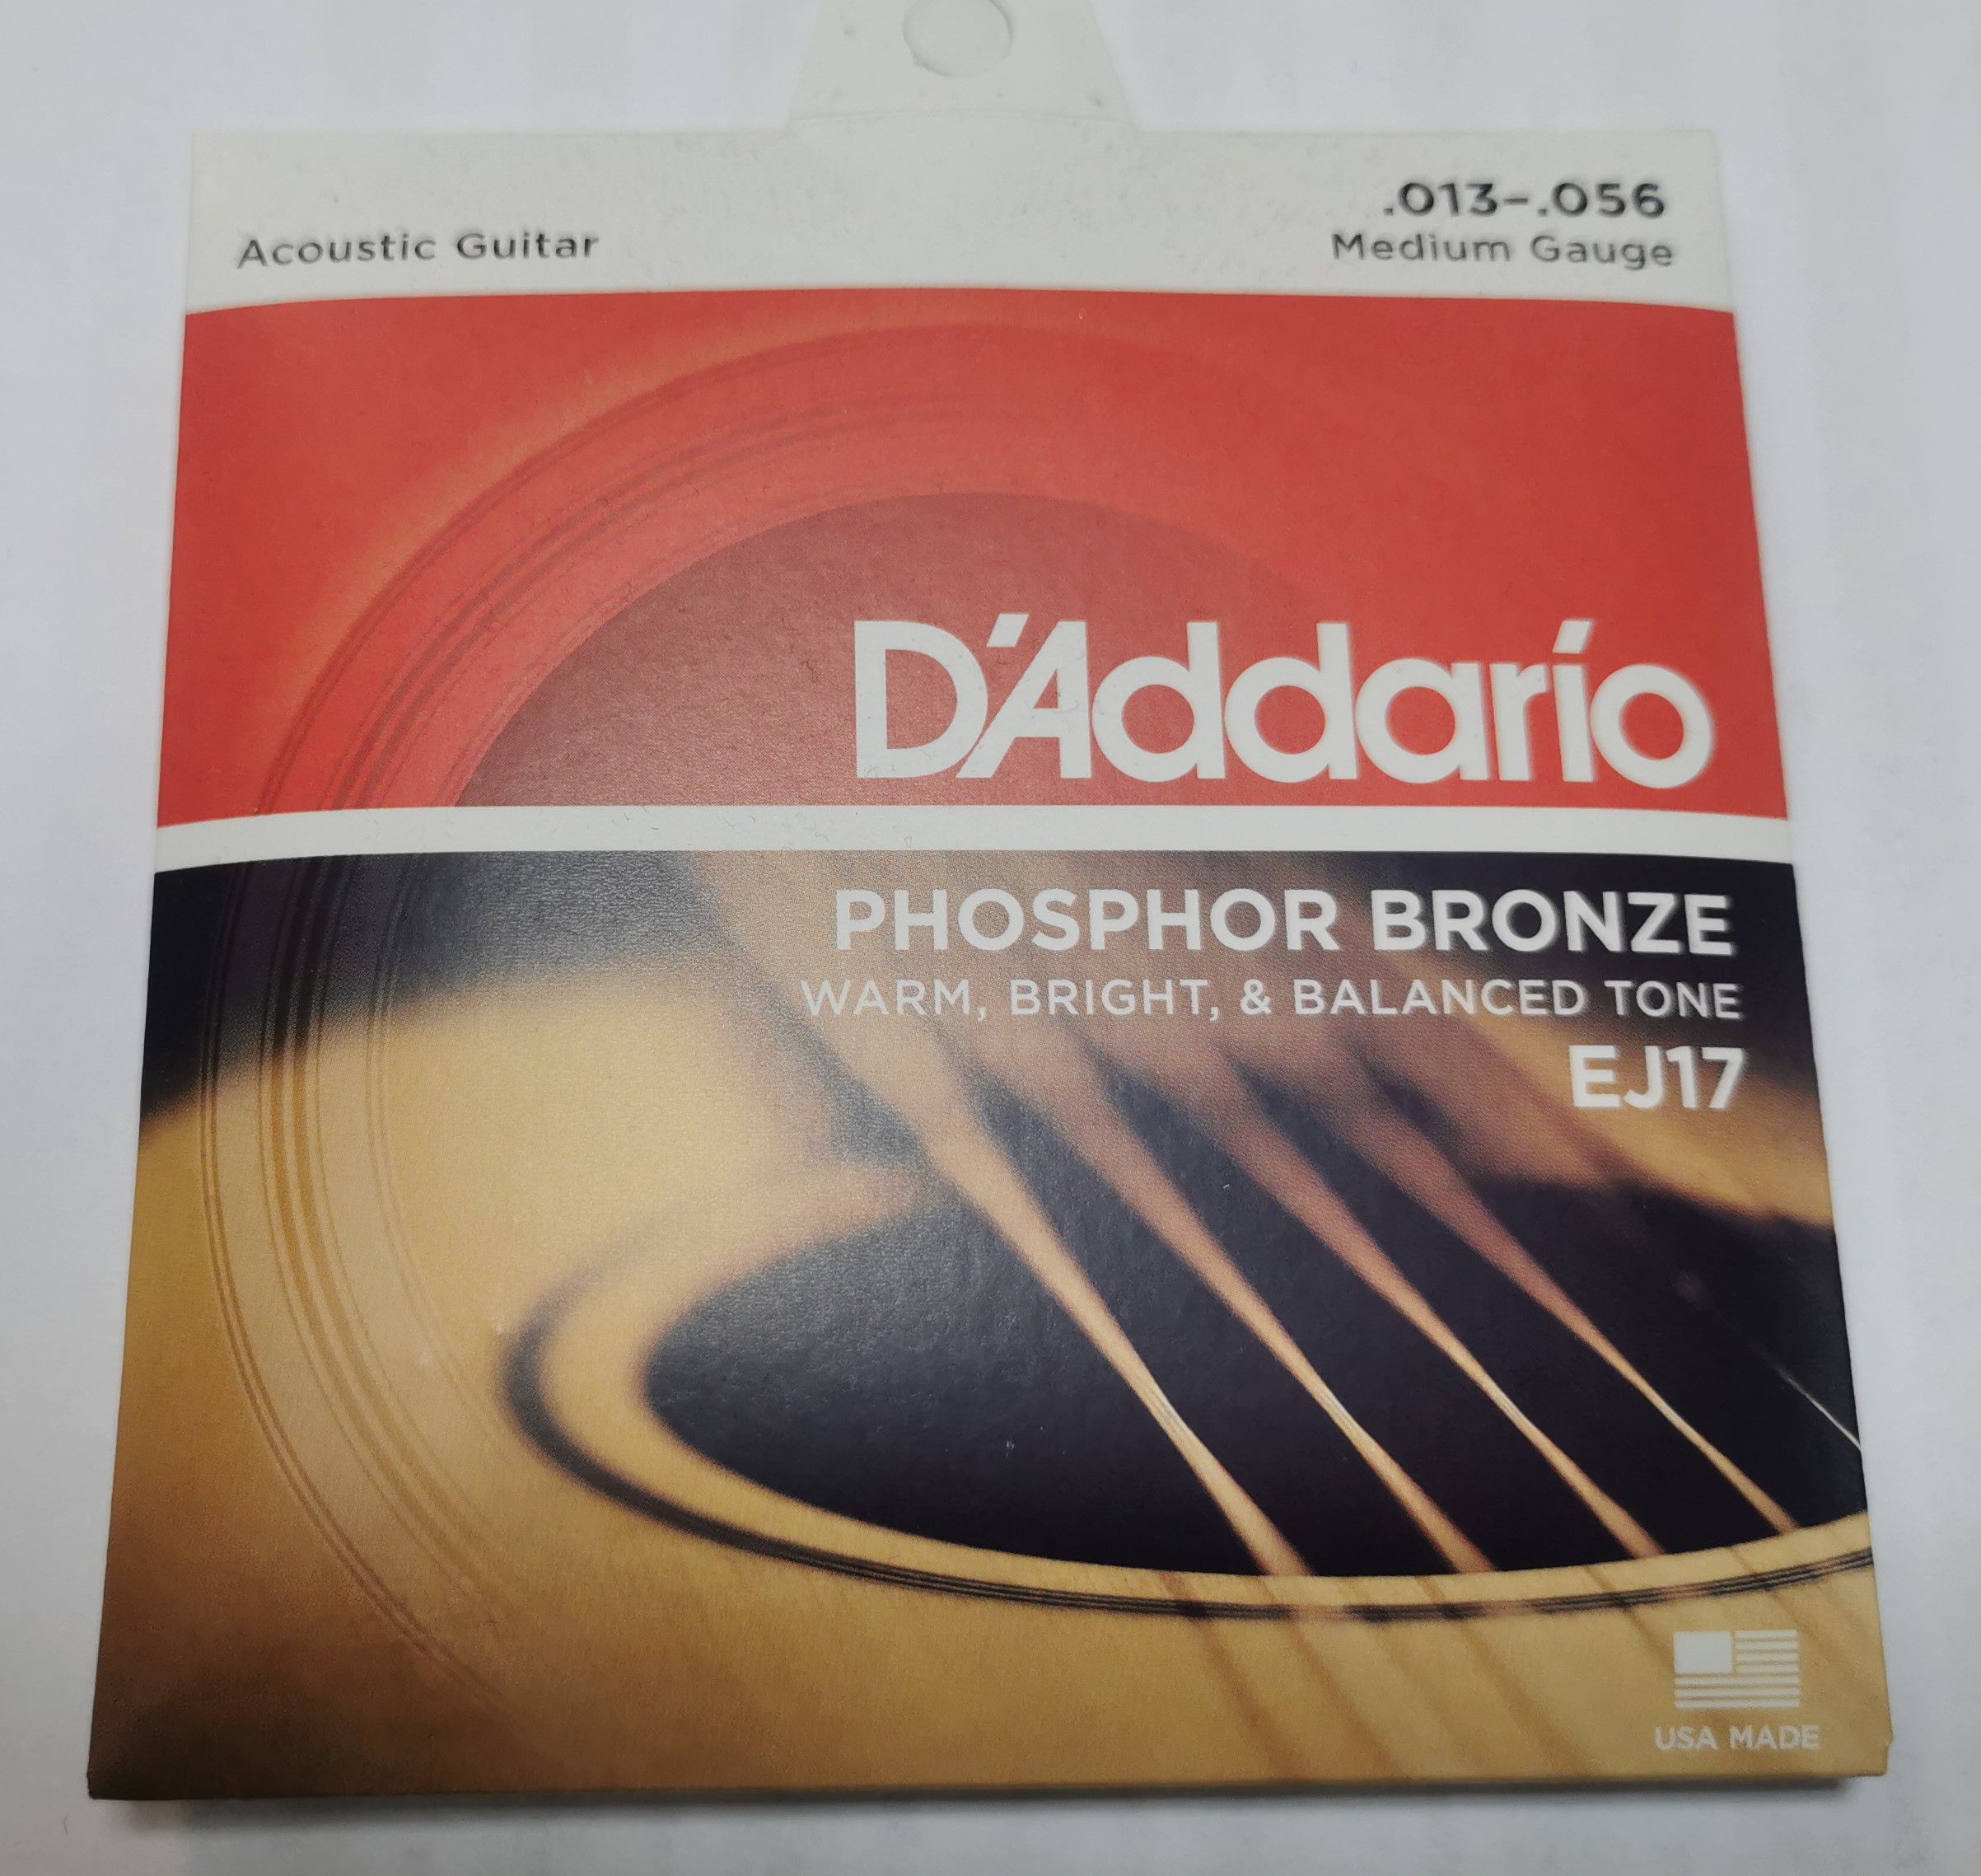 .013–.056
Acoustic Guitar
Medium Gauge
D'Addario
PHOSPHOR BRONZE
WARM, BRIGHT, & BALANCED TONE
EJ17
USA MADE